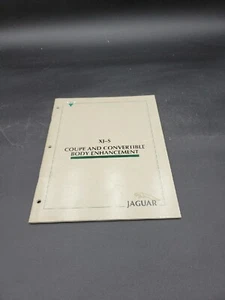 XJ-S
COUPE AND CONVERTIBLE
BODY ENHANCEMENT
JAGUAR